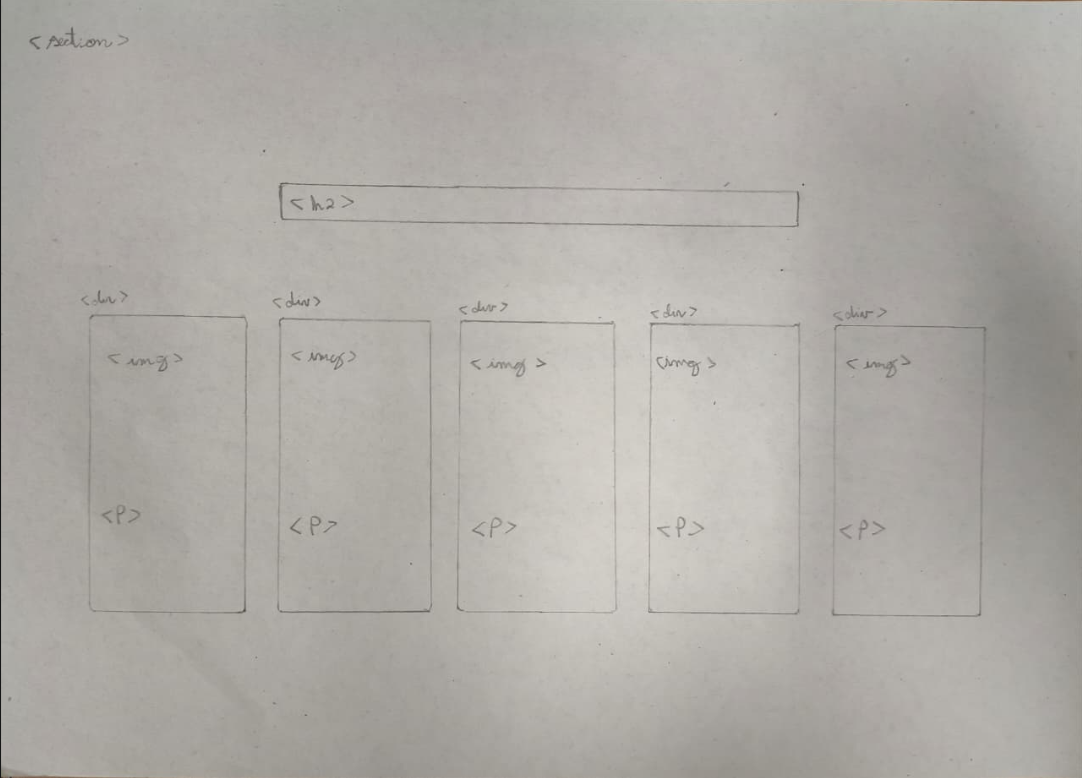 <section>
<h2>
<div> <div> <div> <div> <div>
<img> <img> <img> <img> <img>
<P> <P> <P> <P> <P>